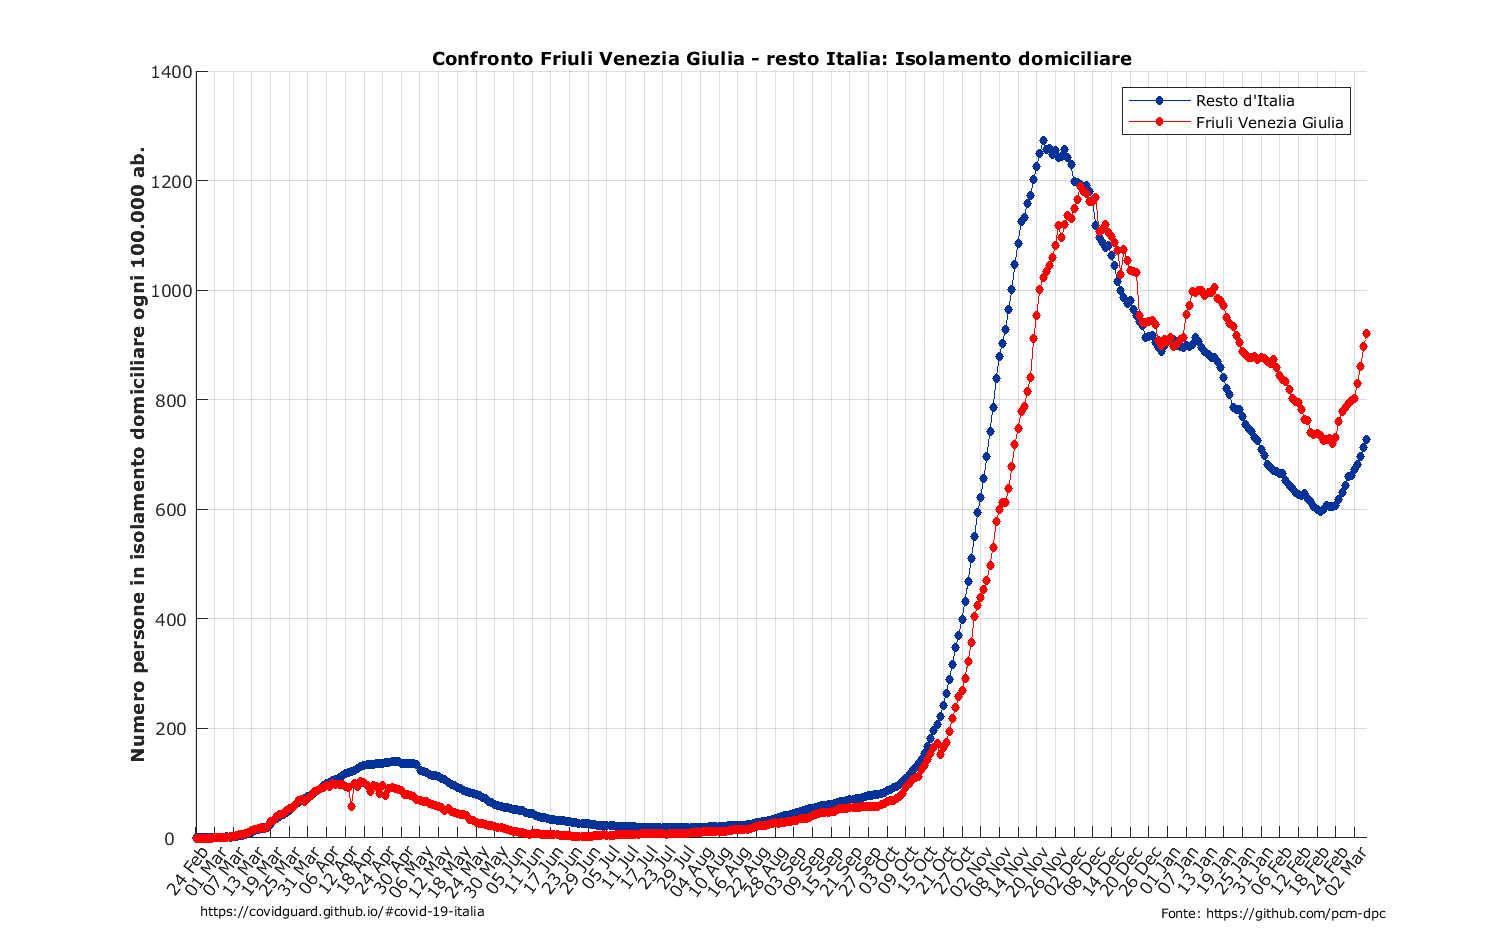 Confronto Friuli Venezia Giulia - resto Italia: Isolamento domiciliare
Numero persone in isolamento domiciliare ogni 100.000 ab.
1400
1200
1000
800
600
400
200
0
Resto d'Italia
Friuli Venezia Giulia
24 Feb
01 Mar
07 Mar
13 Mar
19 Mar
25 Mar
31 Mar
06 Apr
12 Apr
18 Apr
24 Apr
30 Apr
06 May
12 May
18 May
24 May
30 May
05 Jun
11 Jun
17 Jun
23 Jun
29 Jun
05 Jul
11 Jul
17 Jul
23 Jul
29 Jul
04 Aug
10 Aug
16 Aug
22 Aug
28 Aug
03 Sep
09 Sep
15 Sep
21 Sep
27 Sep
03 Oct
09 Oct
15 Oct
21 Oct
27 Oct
02 Nov
08 Nov
14 Nov
20 Nov
26 Nov
02 Dec
08 Dec
14 Dec
20 Dec
26 Dec
01 Jan
07 Jan
13 Jan
19 Jan
25 Jan
31 Jan
06 Feb
12 Feb
18 Feb
24 Feb
02 Mar
https://covidguard.github.io/#covid-19-italia
Fonte: https://github.com/pcm-dpc